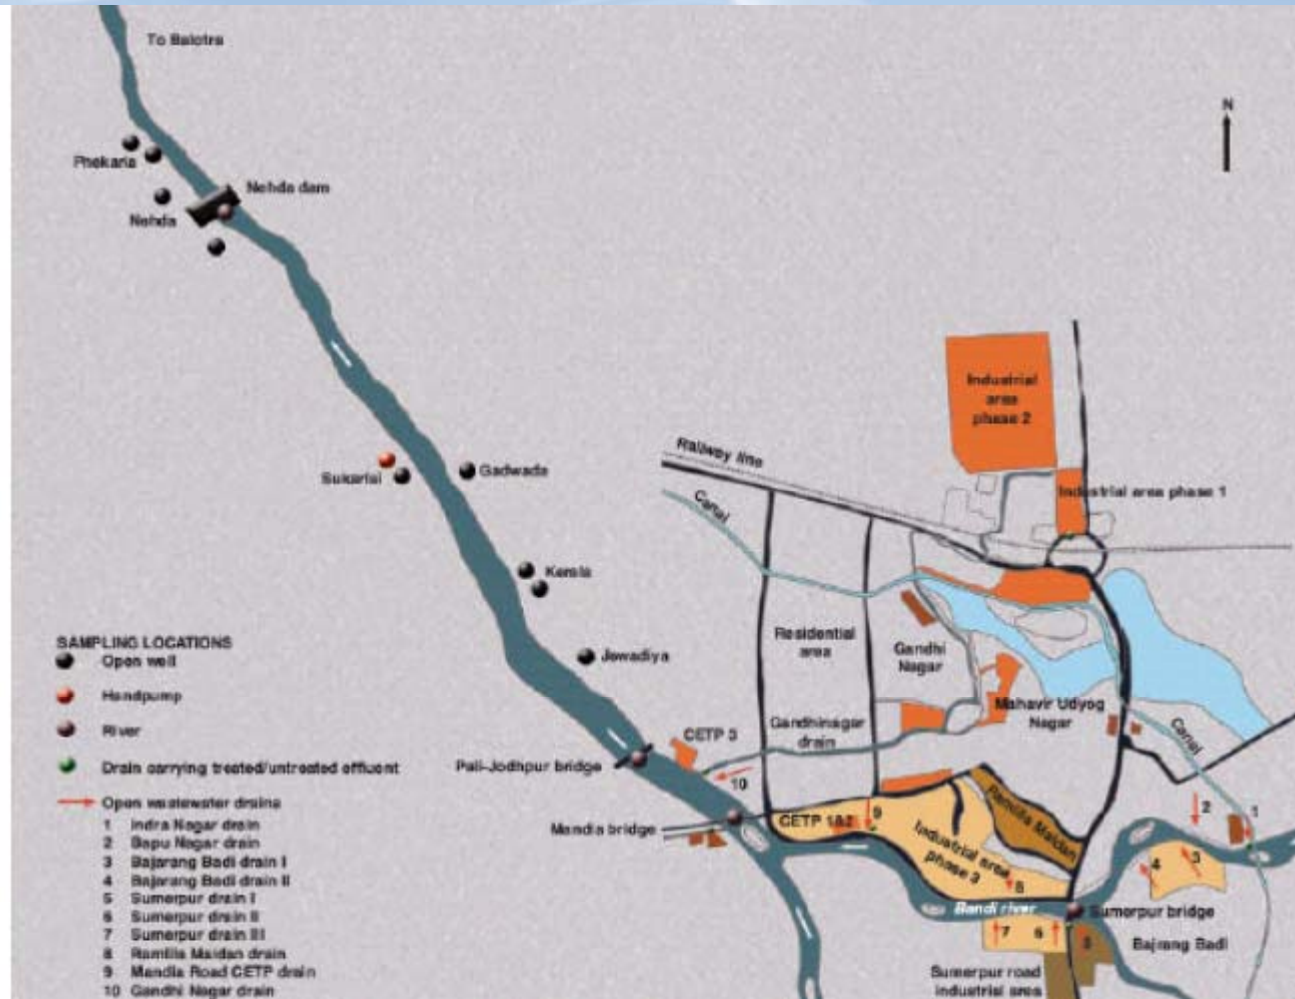 To Balotra
N
Phekaria
Nehda dam
Nehda
Industrial
area
phase 2
Railway line
Sukarlai
Gadwada
Industrial area phase 1
Canal
Kerala
SAMPLING LOCATIONS
Open well
Handpump
River
Drain carrying treated/untreated effluent
Open wastewater drains
1 Indra Nagar drain
2 Bapu Nagar drain
3 Bajarang Badi drain I
4 Bajarang Badi drain II
5 Sumerpur drain I
6 Sumerpur drain II
7 Sumerpur drain III
8 Ramlila Maidan drain
9 Mandia Road CETP drain
10 Gandhi Nagar drain
Jewadiya
Residential
area
Gandhi
Nagar
Mahavir Udyog
Nagar
Gandhinagar
drain
CETP 3
Canal
Pali-Jodhpur bridge
10
Mandia bridge
CETP 1&2
9
Ramlila Maidan
2
1
Industrial area
phase 3
8
4
3
Bandi river
Sumerpur bridge
7
6
5
Bajrang Badi
Sumerpur road
industrial area